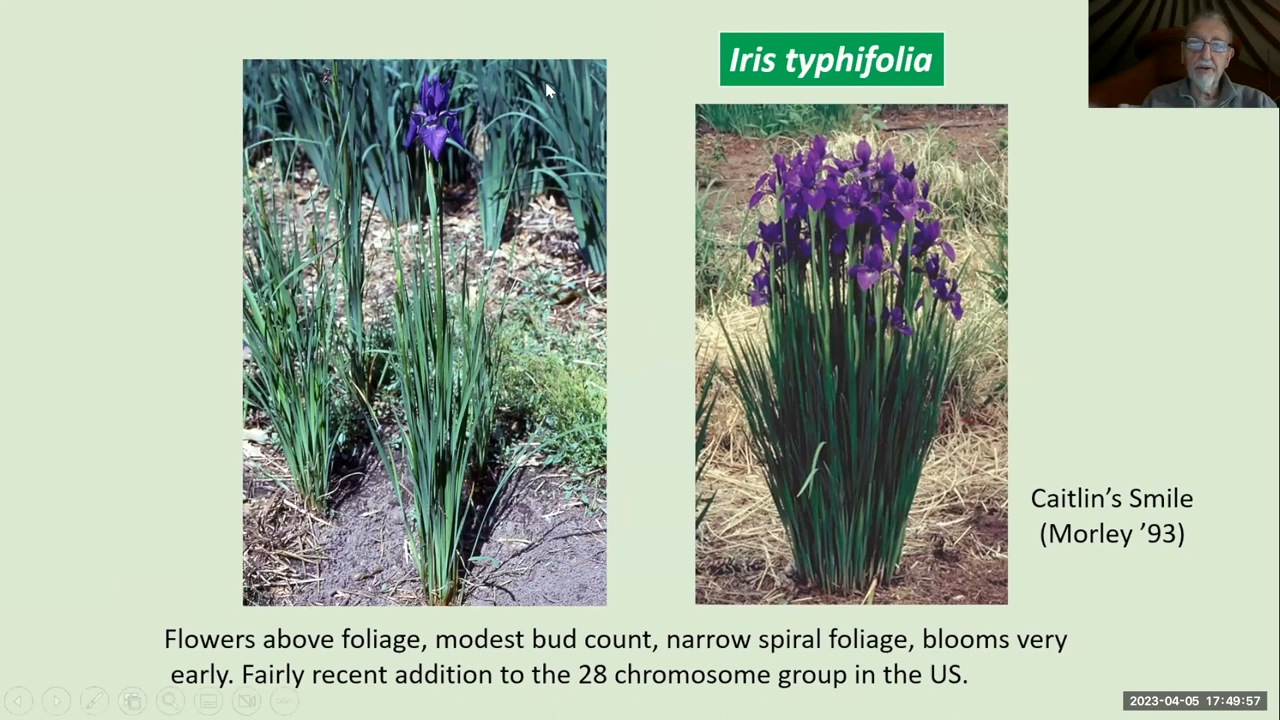 Iris typhifolia
Caitlin’s Smile
(Morley ’93)
Flowers above foliage, modest bud count, narrow spiral foliage, blooms very
early. Fairly recent addition to the 28 chromosome group in the US.
2023-04-05 17:49:57